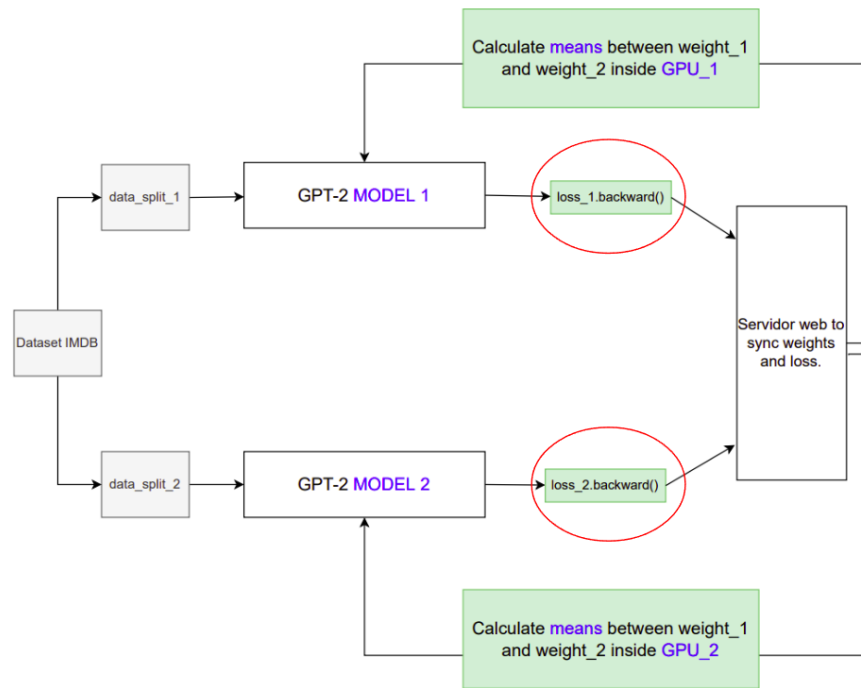 Calculate means between weight_1
and weight_2 inside GPU_1
data_split_1
GPT-2 MODEL 1
loss_1.backward()
Dataset IMDB
Servidor web to
sync weights
and loss.
data_split_2
GPT-2 MODEL 2
loss_2.backward()
Calculate means between weight_1
and weight_2 inside GPU_2